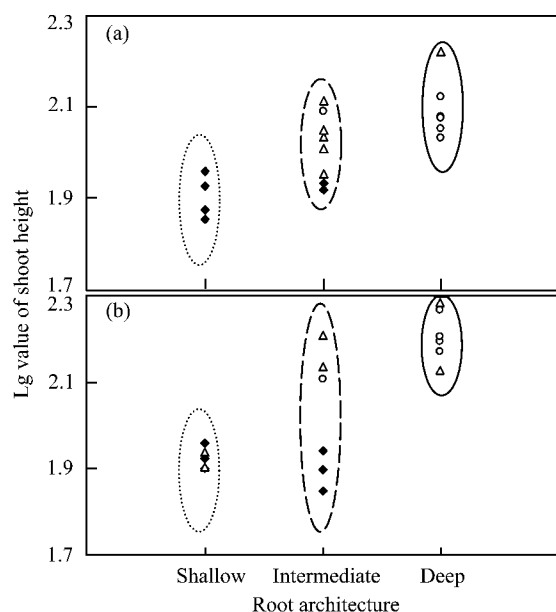 2.3
(a)
2.1
1.9
1.7
2.3
(b)
2.1
1.9
1.7
Lg value of shoot height
Shallow Intermediate Deep
Root architecture